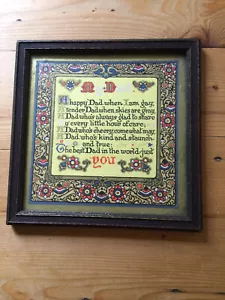 A happy Dad when I am gay,
A tender Dad when skies are gray
A Dad who's always glad to share
my every little hour of care;
A Dad who's cheery, come what may,
A Dad who's kind and staunch
and true;
The best Dad in the world-just
you